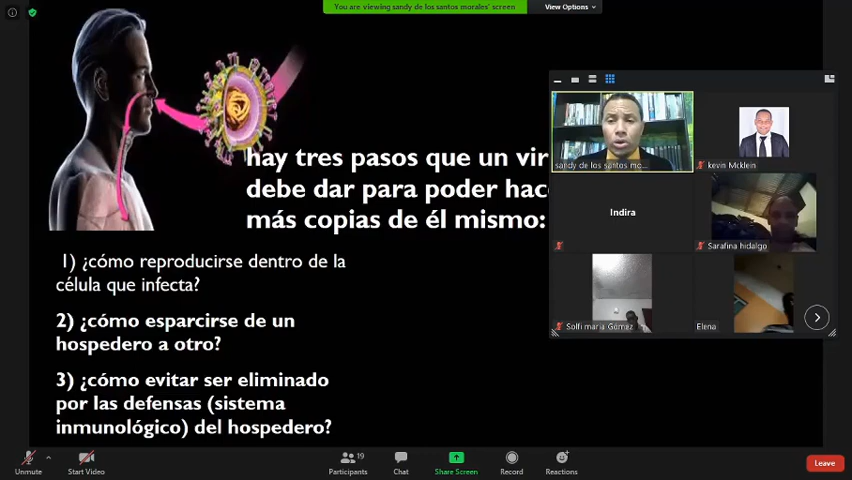 You are viewing sandy de los santos morales' screen
View Options
hay tres pasos que un vir
debe dar para poder hace
más copias de él mismo:
1) ¿cómo reproducirse dentro de la
célula que infecta?
2) ¿cómo esparcirse de un
hospedero a otro?
3) ¿cómo evitar ser eliminado
por las defensas (sistema
inmunológico) del hospedero?
sandy de los santos mo...
kevin Mcklein
Indira
Sarafina hidalgo
Solfi maria Gomez
Elena
Unmute
Start Video
19
Participants
Chat
Share Screen
Record
Reactions
Leave